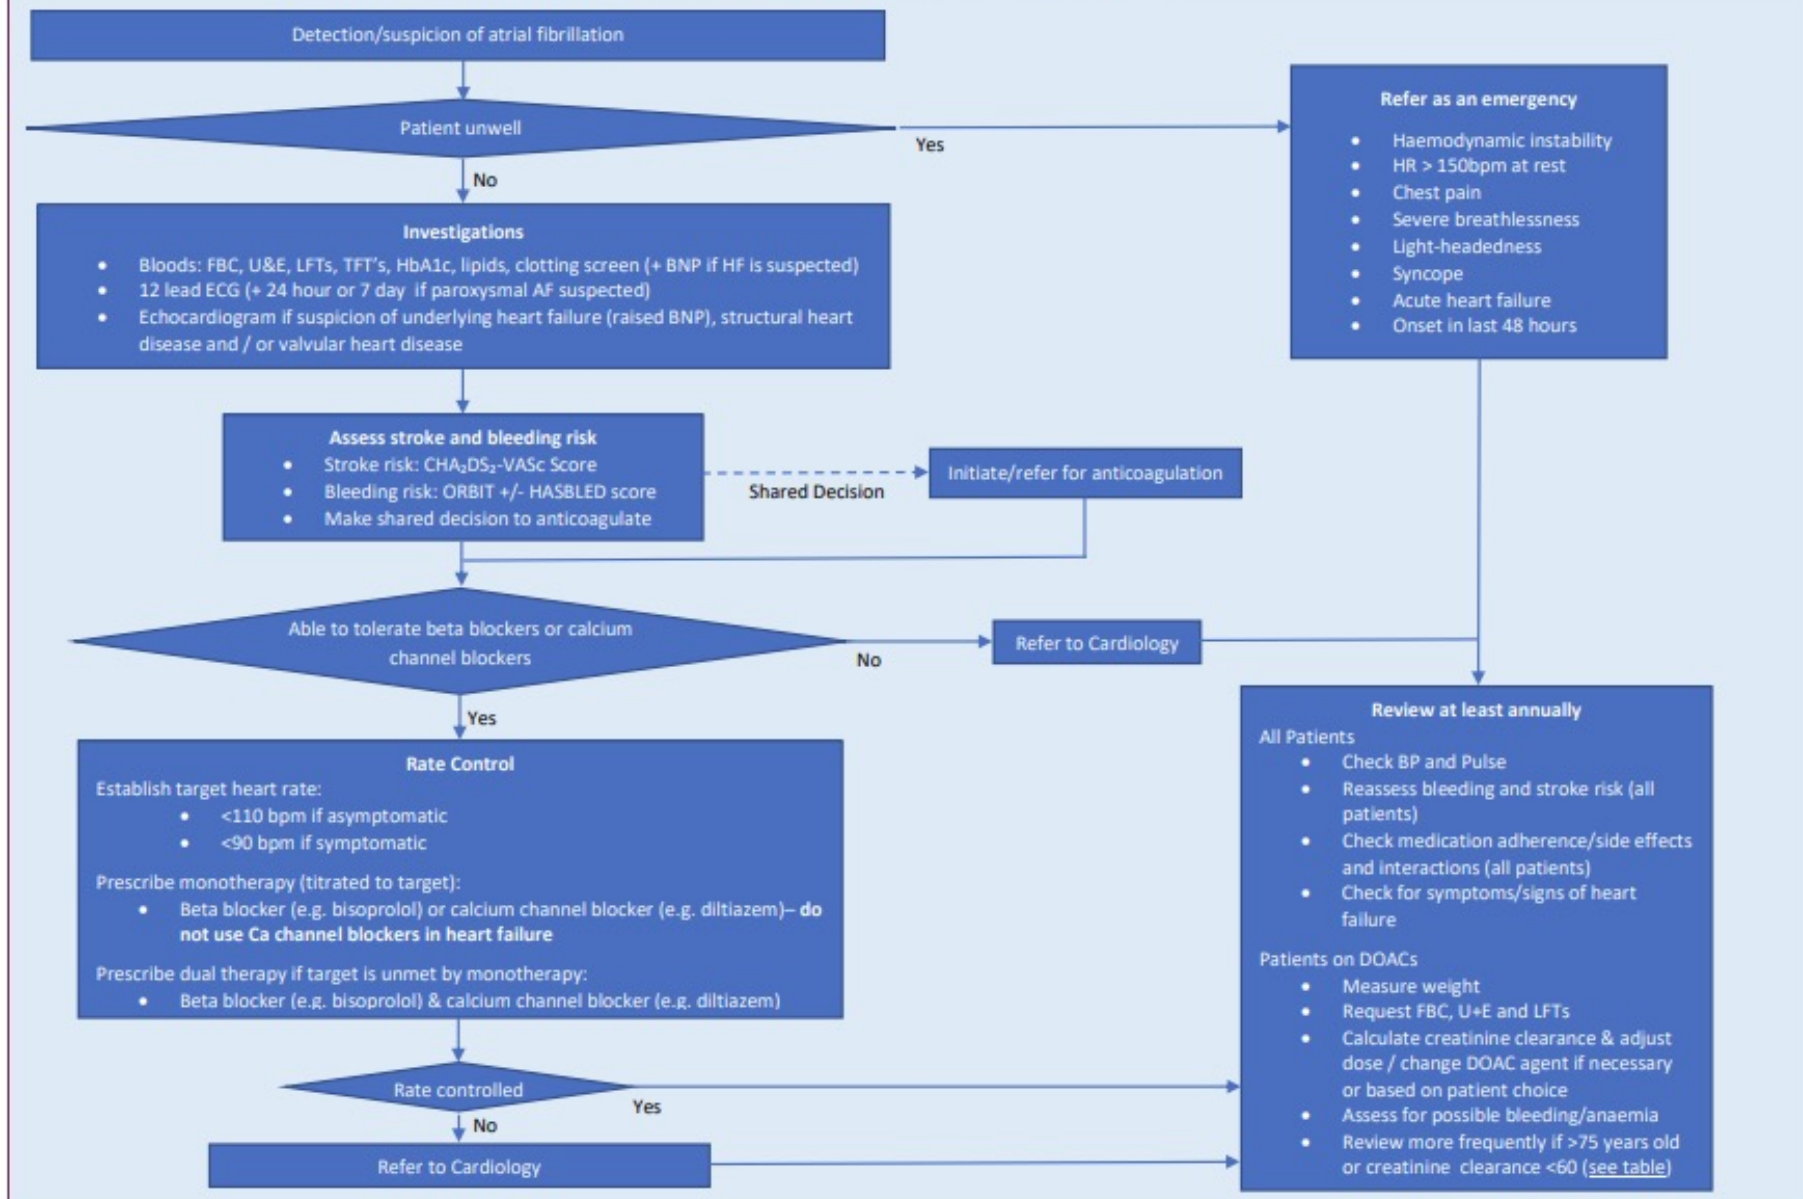 Detection/suspicion of atrial fibrillation
Patient unwell
Yes
No
Refer as an emergency
• Haemodynamic instability
• HR > 150bpm at rest
• Chest pain
• Severe breathlessness
• Light-headedness
• Syncope
• Acute heart failure
• Onset in last 48 hours
Investigations
• Bloods: FBC, U&E, LFTs, TFT's, HbA1c, lipids, clotting screen (+ BNP if HF is suspected)
• 12 lead ECG (+ 24 hour or 7 day if paroxysmal AF suspected)
• Echocardiogram if suspicion of underlying heart failure (raised BNP), structural heart
disease and / or valvular heart disease
Assess stroke and bleeding risk
• Stroke risk: CHA₂DS₂-VASc Score
• Bleeding risk: ORBIT +/- HASBLED score
• Make shared decision to anticoagulate
Shared Decision
Initiate/refer for anticoagulation
Able to tolerate beta blockers or calcium
channel blockers
No
Refer to Cardiology
Yes
Rate Control
Establish target heart rate:
• <110 bpm if asymptomatic
• <90 bpm if symptomatic
Prescribe monotherapy (titrated to target):
• Beta blocker (e.g. bisoprolol) or calcium channel blocker (e.g. diltiazem)– do
not use Ca channel blockers in heart failure
Prescribe dual therapy if target is unmet by monotherapy:
• Beta blocker (e.g. bisoprolol) & calcium channel blocker (e.g. diltiazem)
Rate controlled
Yes
No
Refer to Cardiology
Review at least annually
All Patients
• Check BP and Pulse
• Reassess bleeding and stroke risk (all
patients)
• Check medication adherence/side effects
and interactions (all patients)
• Check for symptoms/signs of heart
failure
Patients on DOACs
• Measure weight
• Request FBC, U+E and LFTs
• Calculate creatinine clearance & adjust
dose / change DOAC agent if necessary
or based on patient choice
• Assess for possible bleeding/anaemia
• Review more frequently if >75 years old
or creatinine clearance <60 (see table)